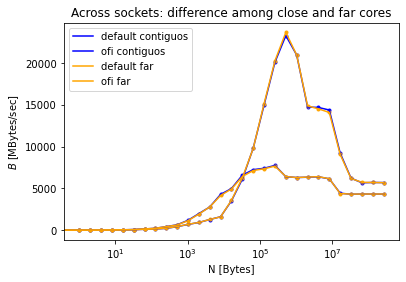 Across sockets: difference among close and far cores
default contiguos
ofi contiguos
default far
ofi far
B [MBytes/sec]
20000
15000
10000
5000
0
10¹
10³
10⁵
10⁷
N [Bytes]